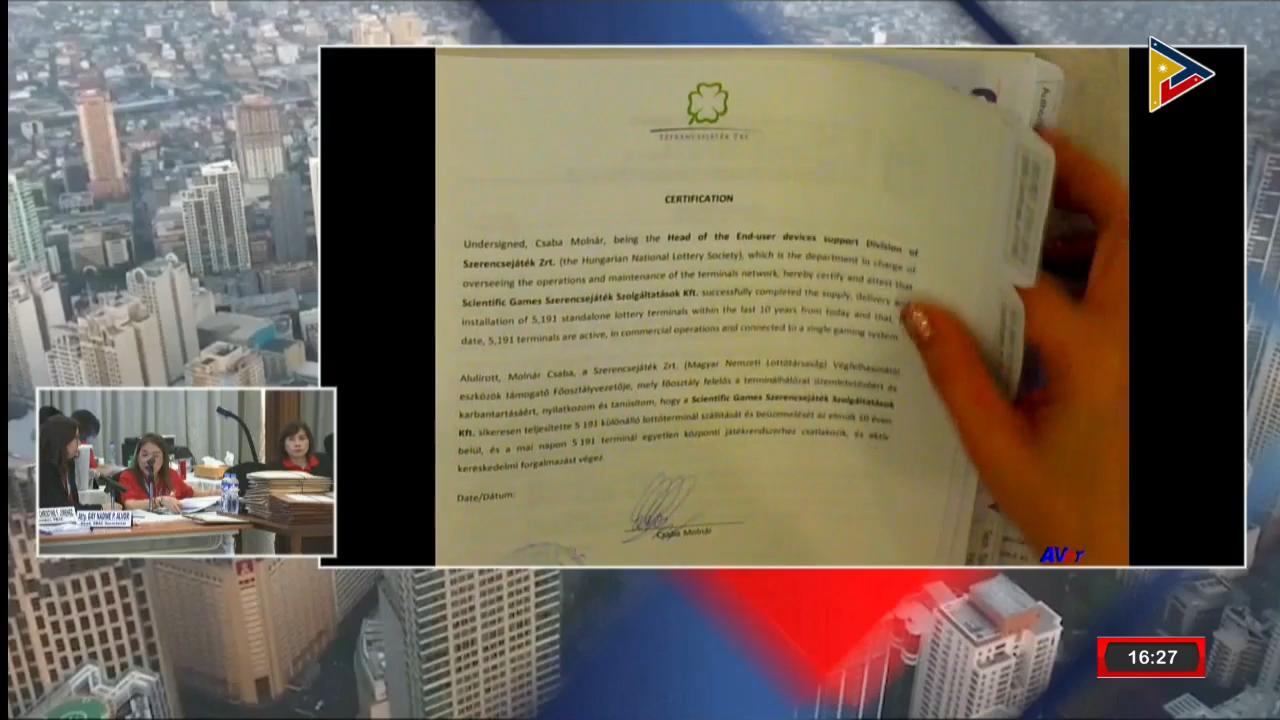 SZERENCSEJÁTÉK ZRT.
CERTIFICATION
Undersigned, Csaba Molnár, being the Head of the End-user devices support Division of
Szerencsejáték Zrt. (the Hungarian National Lottery Society), which is the department in charge of
overseeing the operations and maintenance of the terminals network, hereby certify and attest that
Scientific Games Szerencsejáték Szolgáltatások Kft. successfully completed the supply, delivery
installation of 5,191 standalone lottery terminals within the last 10 years from today and that,
date, 5,191 terminals are active, in commercial operations and connected to a single gaming system
Alulírott, Molnár Csaba, a Szerencsejáték Zrt. (Magyar Nemzeti Lottótársaság) Végfelhasználói
eszközök támogató Főosztályvezetője, mely főosztály felelős a terminálhálózat üzemeltetéséért és
karbantartásáért, nyilatkozom és tanúsítom, hogy a Scientific Games Szerencsejáték Szolgáltatások
Kft. sikeresen teljesítette 5 191 különálló lottóterminál szállítását és beüzemelését az elmúlt 10 éven
belül, és a mai napon 5 191 terminál egyetlen központi játékrendszerhez csatlakozik, és aktív
kereskedelmi forgalmazást végez.
Date/Dátum:
Csaba Molnár
AVer
Atty. GAY NADINE P. ALVOR
16:27